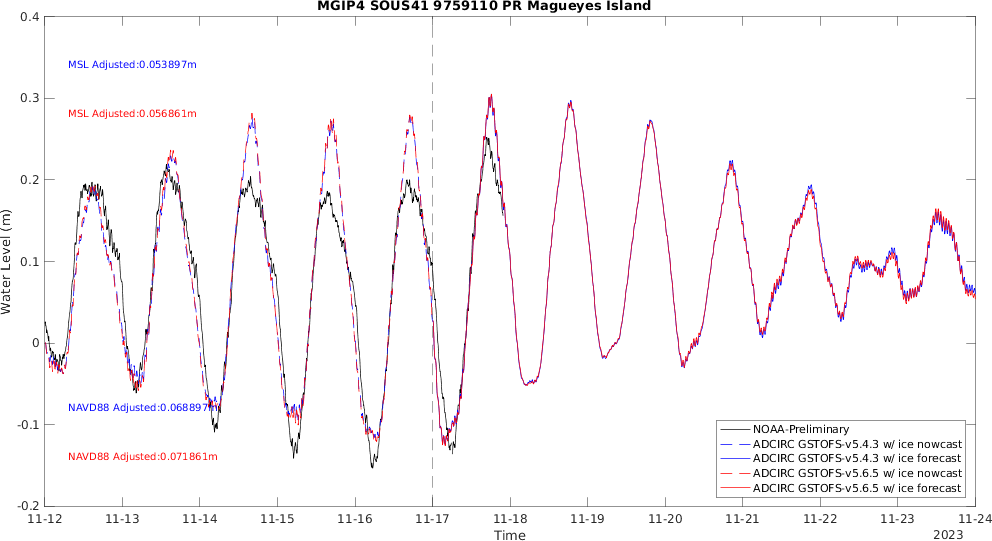 MGIP4 SOUS41 9759110 PR Magueyes Island
0.4
0.3
0.2
0.1
0
-0.1
-0.2
Water Level (m)
MSL Adjusted:0.053897m
MSL Adjusted:0.056861m
NAVD88 Adjusted:0.068897m
NAVD88 Adjusted:0.071861m
NOAA-Preliminary
ADCIRC GSTOFS-v5.4.3 w/ ice nowcast
ADCIRC GSTOFS-v5.4.3 w/ ice forecast
ADCIRC GSTOFS-v5.6.5 w/ ice nowcast
ADCIRC GSTOFS-v5.6.5 w/ ice forecast
11-12 11-13 11-14 11-15 11-16 11-17 11-18 11-19 11-20 11-21 11-22 11-23 11-24
Time
2023